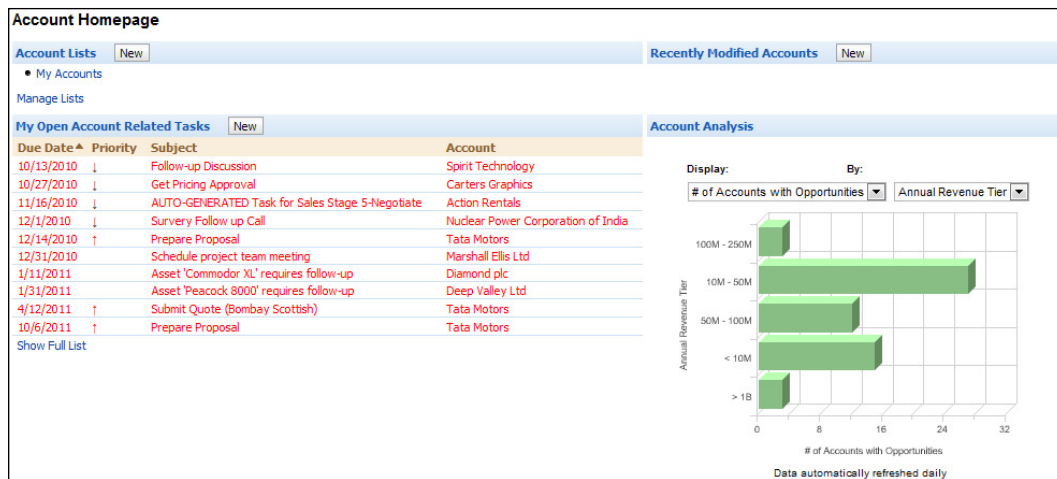 Account Homepage
Account Lists New
• My Accounts
Manage Lists
Recently Modified Accounts New
My Open Account Related Tasks New
Due Date Priority Subject Account
10/13/2010 ↓ Follow-up Discussion Spirit Technology
10/27/2010 ↓ Get Pricing Approval Carters Graphics
11/16/2010 ↓ AUTO-GENERATED Task for Sales Stage 5-Negotiate Action Rentals
12/1/2010 ↓ Survery Follow up Call Nuclear Power Corporation of India
12/14/2010 ↑ Prepare Proposal Tata Motors
12/31/2010 Schedule project team meeting Marshall Ellis Ltd
1/11/2011 Asset 'Commodor XL' requires follow-up Diamond plc
1/31/2011 Asset 'Peacock 8000' requires follow-up Deep Valley Ltd
4/12/2011 ↑ Submit Quote (Bombay Scottish) Tata Motors
10/6/2011 ↑ Prepare Proposal Tata Motors
Show Full List
Account Analysis
Display: By:
# of Accounts with Opportunities Annual Revenue Tier
Annual Revenue Tier
100M - 250M
10M - 50M
50M - 100M
< 10M
> 1B
0 8 16 24 32
# of Accounts with Opportunities
Data automatically refreshed daily